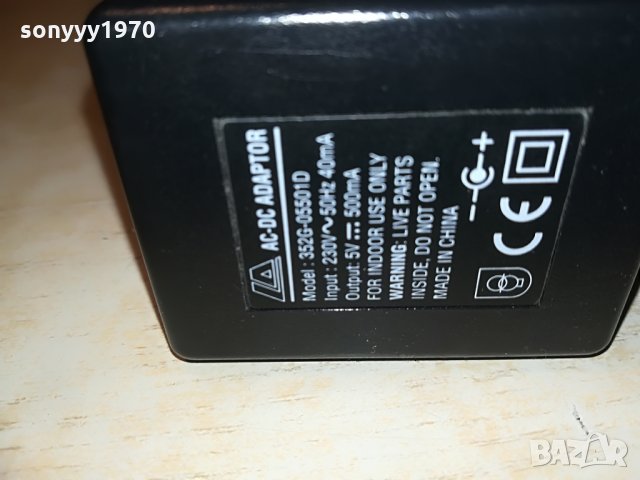 sonyyy1970
AC-DC ADAPTOR
Model : 352G-05501D
Input : 230V~50Hz 40mA
Output: 5V⎓ 500mA
FOR INDOOR USE ONLY
WARNING: LIVE PARTS
INSIDE, DO NOT OPEN.
MADE IN CHINA
- +
CE
BAZAR